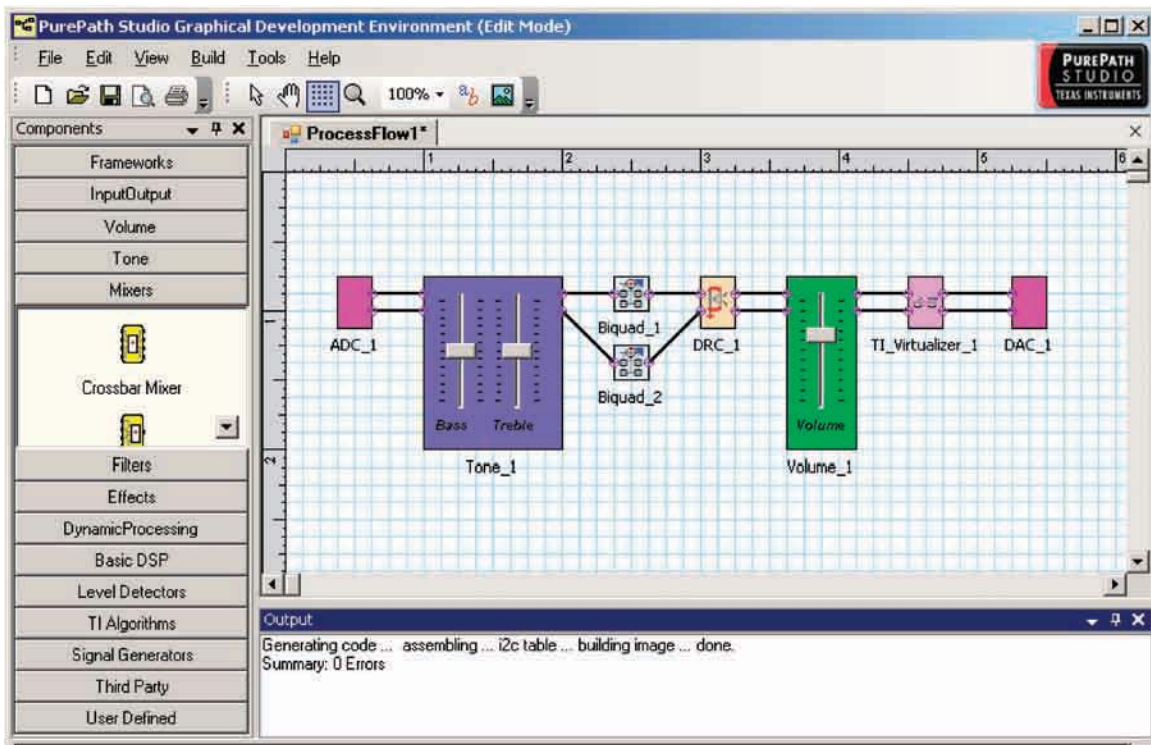 PurePath Studio Graphical Development Environment (Edit Mode)
File Edit View Build Tools Help
PUREPATH
STUDIO
TEXAS INSTRUMENTS
100%
ab
Components
ProcessFlow1*
Frameworks
InputOutput
Volume
Tone
Mixers
Crossbar Mixer
Filters
Effects
DynamicProcessing
Basic DSP
Level Detectors
TI Algorithms
Signal Generators
Third Party
User Defined
1 2 3 4 5 6
1
2
ADC_1
Bass Treble
Tone_1
Biquad_1
Biquad_2
DRC_1
Volume
Volume_1
TI_Virtualizer_1
DAC_1
Output
Generating code ... assembling ... i2c table ... building image ... done.
Summary: 0 Errors